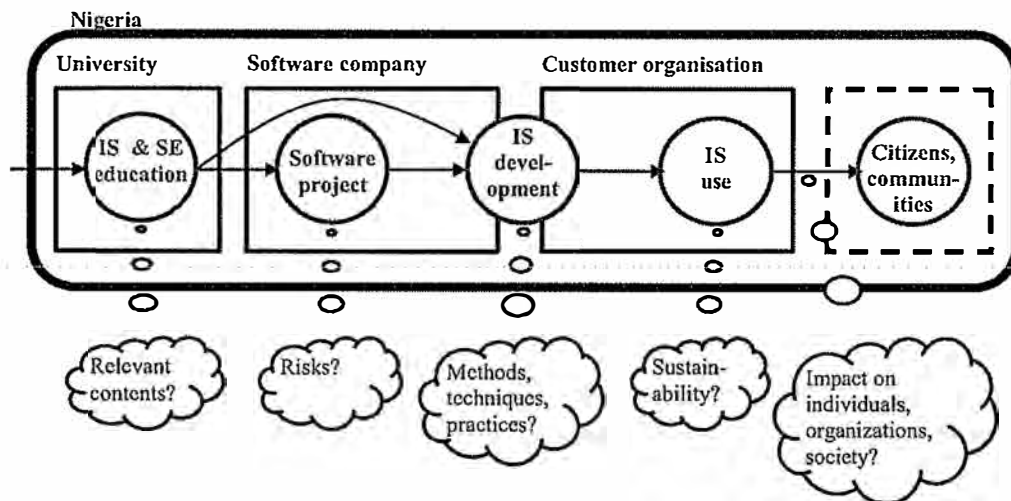 Nigeria
University
Software company
Customer organisation
IS & SE
education
Software
project
IS
devel-
opment
IS
use
Citizens,
commun-
ities
Relevant
contents?
Risks?
Methods,
techniques,
practices?
Sustain-
ability?
Impact on
individuals,
organizations,
society?